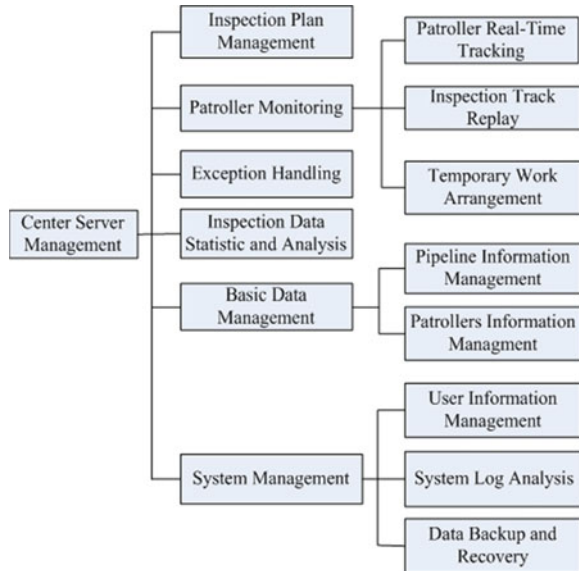 Center Server
Management
Inspection Plan
Management
Patroller Monitoring
Patroller Real-Time
Tracking
Inspection Track
Replay
Temporary Work
Arrangement
Exception Handling
Inspection Data
Statistic and Analysis
Basic Data
Management
Pipeline Information
Management
Patrollers Information
Managment
System Management
User Information
Management
System Log Analysis
Data Backup and
Recovery